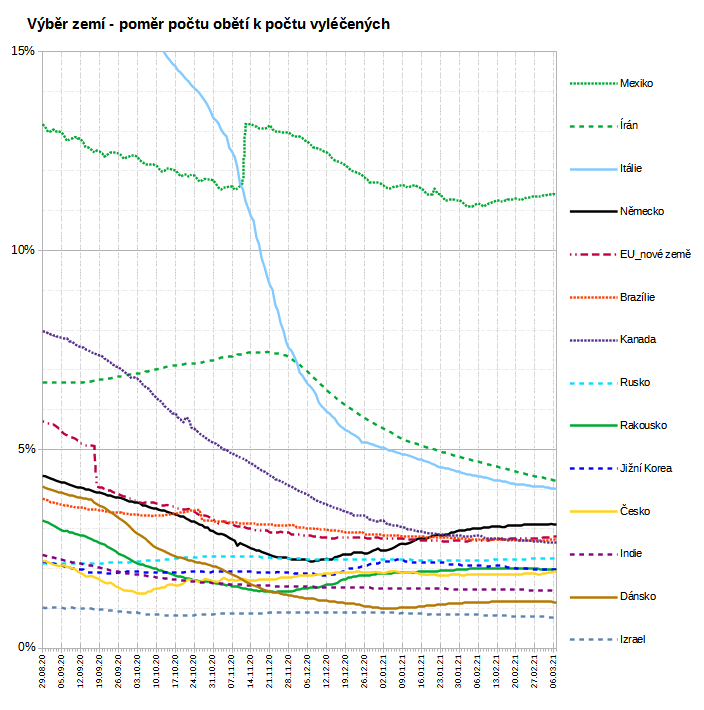 Výběr zemí - poměr počtu obětí k počtu vyléčených
15%
10%
5%
0%
Mexiko
Írán
Itálie
Německo
EU_nové země
Brazílie
Kanada
Rusko
Rakousko
Jižní Korea
Česko
Indie
Dánsko
Izrael
29.08.20
05.09.20
12.09.20
19.09.20
26.09.20
03.10.20
10.10.20
17.10.20
24.10.20
31.10.20
07.11.20
14.11.20
21.11.20
28.11.20
05.12.20
12.12.20
19.12.20
26.12.20
02.01.21
09.01.21
16.01.21
23.01.21
30.01.21
06.02.21
13.02.21
20.02.21
27.02.21
06.03.21